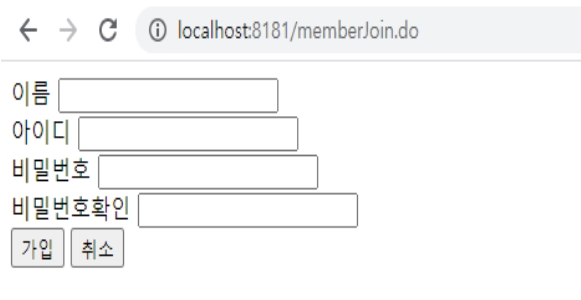 localhost:8181/memberJoin.do
이름
아이디
비밀번호
비밀번호확인
가입 취소